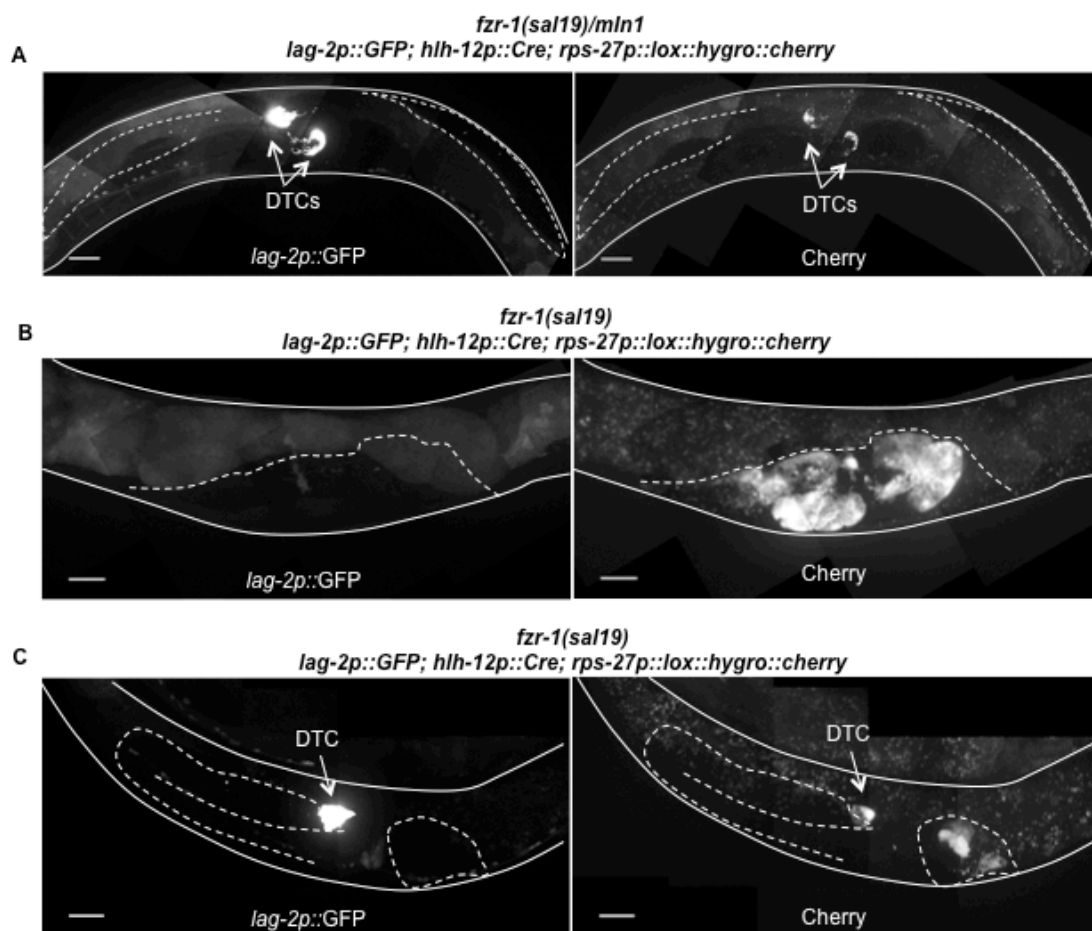 fzr-1(sal19)/mln1
A
lag-2p::GFP; hlh-12p::Cre; rps-27p::lox::hygro::cherry
DTCs
DTCs
lag-2p::GFP
Cherry
fzr-1(sal19)
B
lag-2p::GFP; hlh-12p::Cre; rps-27p::lox::hygro::cherry
lag-2p::GFP
Cherry
fzr-1(sal19)
C
lag-2p::GFP; hlh-12p::Cre; rps-27p::lox::hygro::cherry
DTC
DTC
lag-2p::GFP
Cherry